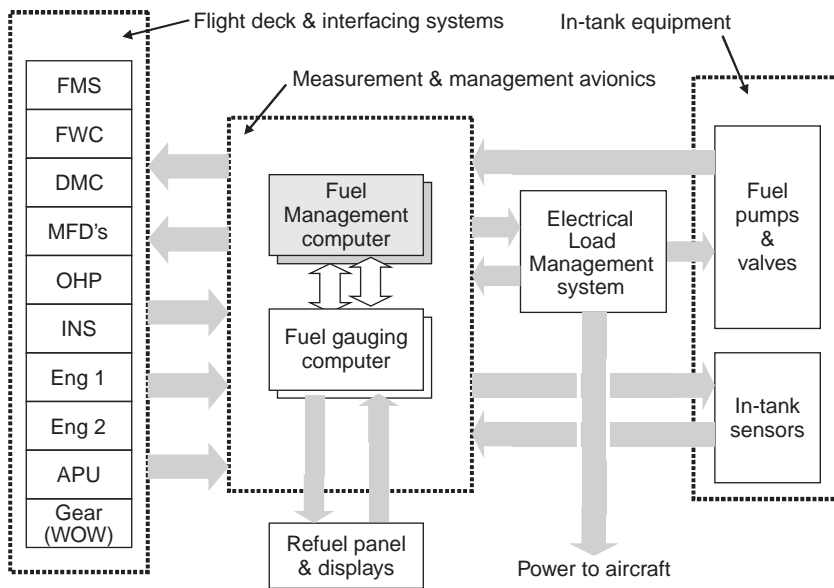 Flight deck & interfacing systems
In-tank equipment
Measurement & management avionics
FMS
FWC
DMC
MFD's
OHP
INS
Eng 1
Eng 2
APU
Gear
(WOW)
Fuel
Management
computer
Fuel gauging
computer
Refuel panel
& displays
Electrical
Load
Management
system
Power to aircraft
Fuel
pumps
&
valves
In-tank
sensors